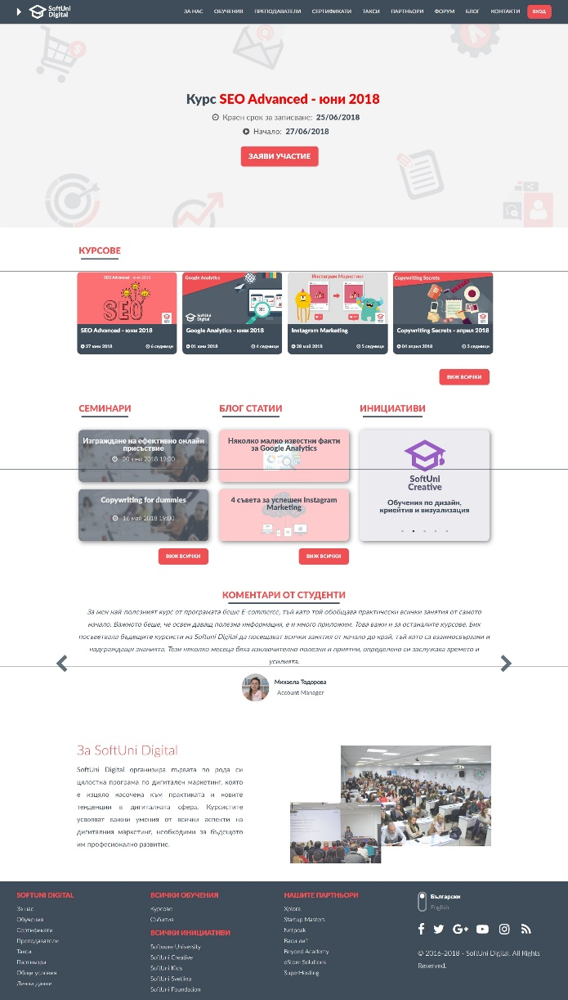 SoftUni
Digital
ЗА НАС ОБУЧЕНИЯ ПРЕПОДАВАТЕЛИ СЕРТИФИКАТИ ТАКСИ ПАРТНЬОРИ ФОРУМ БЛОГ КОНТАКТИ ВХОД
Курс SEO Advanced - юни 2018
Краен срок за записване: 25/06/2018
Начало: 27/06/2018
ЗАЯВИ УЧАСТИЕ
КУРСОВЕ
SEO Advanced - юни 2018
SEO
SEO Advanced - юни 2018
27 юни 2018 6 седмици
Google Analytics
SEO
SoftUni
Digital
Google Analytics - юни 2018
01 юни 2018 4 седмици
Инстаграм Маркетинг
Instagram Marketing
28 май 2018 5 седмици
Copywriting Secrets
Copywriting Secrets - април 2018
04 април 2018 3 седмици
ВИЖ ВСИЧКИ
СЕМИНАРИ
Изграждане на ефективно онлайн
присъствие
20 юни 2018 19:00
Copywriting for dummies
16 май 2018 19:00
ВИЖ ВСИЧКИ
БЛОГ СТАТИИ
Няколко малко известни факти
за Google Analytics
4 съвета за успешен Instagram
Marketing
ВИЖ ВСИЧКИ
ИНИЦИАТИВИ
SoftUni
Creative
Обучения по дизайн,
криейтив и визуализация
КОМЕНТАРИ ОТ СТУДЕНТИ
За мен най-полезният курс от програмата беше E-commerce, тъй като той обобщава практически всички занятия от самото
начало. Важното беше, че освен даващ полезна информация, е и много приложим. Това важи и за останалите курсове. Бих
посъветвала бъдещите курсисти на Softuni Digital да посещават всички занятия от начало до край, тъй като са взаимосвързани и
надграждащи знанията. Тези няколко месеца бяха изключително полезни и приятни, определено си заслужава времето и
усилията.
Михаела Тодорова
Account Manager
За SoftUni Digital
SoftUni Digital организира първата по рода си
цялостна програма по дигитален маркетинг, която
е изцяло насочена към практиката и новите
тенденции в дигиталната сфера. Курсистите
усвояват важни умения от всички аспекти на
дигиталния маркетинг, необходими за бъдещото
им професионално развитие.
SOFTUNI DIGITAL
За нас
Обучения
Сертификати
Преподаватели
Такси
Партньори
Общи условия
Лични данни
ВСИЧКИ ОБУЧЕНИЯ
Курсове
Събития
ВСИЧКИ ИНИЦИАТИВИ
Software University
SoftUni Creative
SoftUni Kids
SoftUni Svetlina
SoftUni Foundation
НАШИТЕ ПАРТНЬОРИ
Xplora
Startup Masters
Netpeak
Васи ли?
Beyond Academy
eStore Solutions
SuperHosting
Български
English
© 2016-2018 - SoftUni Digital. All Rights
Reserved.